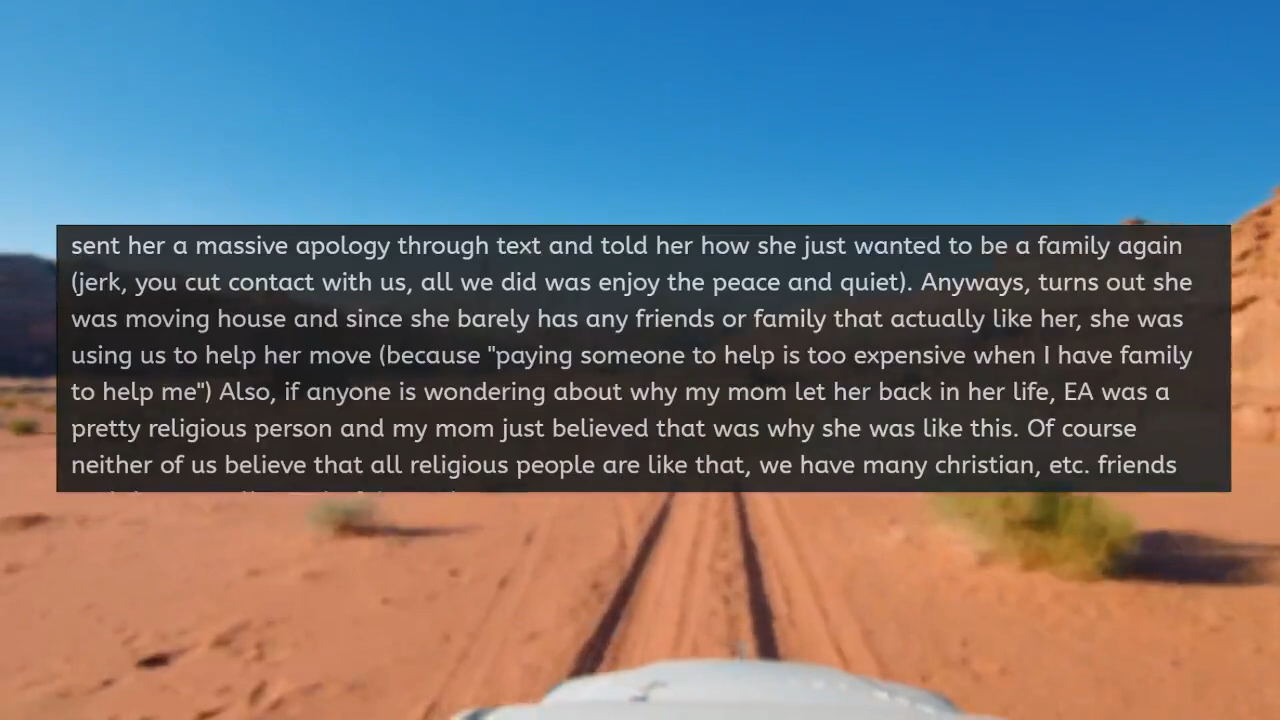 sent her a massive apology through text and told her how she just wanted to be a family again
(jerk, you cut contact with us, all we did was enjoy the peace and quiet). Anyways, turns out she
was moving house and since she barely has any friends or family that actually like her, she was
using us to help her move (because "paying someone to help is too expensive when I have family
to help me") Also, if anyone is wondering about why my mom let her back in her life, EA was a
pretty religious person and my mom just believed that was why she was like this. Of course
neither of us believe that all religious people are like that, we have many christian, etc. friends